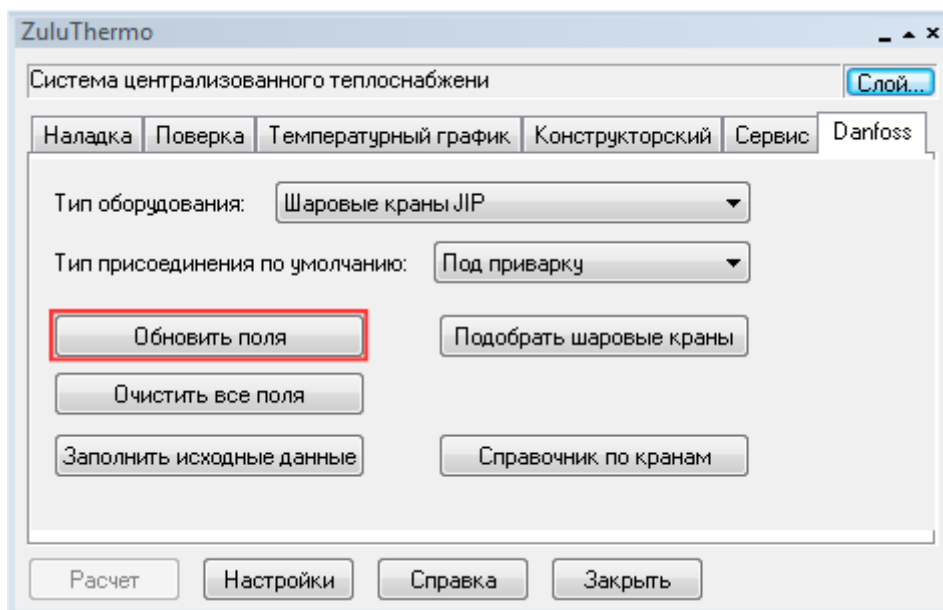 ZuluThermo
Система централизованного теплоснабжени
Слой...
Наладка Поверка Температурный график Конструкторский Сервис Danfoss
Тип оборудования: Шаровые краны JIP
Тип присоединения по умолчанию: Под приварку
Обновить поля Подобрать шаровые краны
Очистить все поля
Заполнить исходные данные Справочник по кранам
Расчет Настройки Справка Закрыть